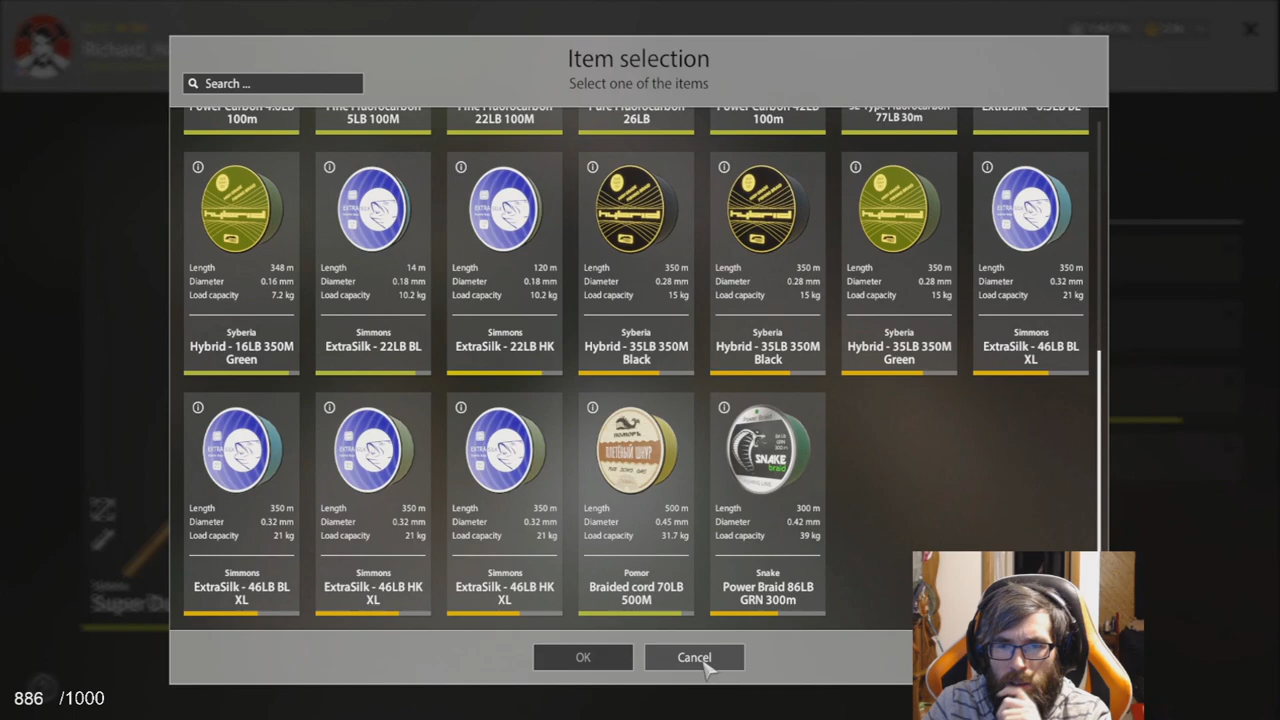 Item selection
Select one of the items
Search ...
100m
5LB 100M
22LB 100M
26LB
100m
77LB 30m
Length 348 m
Diameter 0.16 mm
Load capacity 7.2 kg
Syberia
Hybrid - 16LB 350M
Green
Length 14 m
Diameter 0.18 mm
Load capacity 10.2 kg
Simmons
ExtraSilk - 22LB BL
Length 120 m
Diameter 0.18 mm
Load capacity 10.2 kg
Simmons
ExtraSilk - 22LB HK
Length 350 m
Diameter 0.28 mm
Load capacity 15 kg
Syberia
Hybrid - 35LB 350M
Black
Length 350 m
Diameter 0.28 mm
Load capacity 15 kg
Syberia
Hybrid - 35LB 350M
Black
Length 350 m
Diameter 0.28 mm
Load capacity 15 kg
Syberia
Hybrid - 35LB 350M
Green
Length 350 m
Diameter 0.32 mm
Load capacity 21 kg
Simmons
ExtraSilk - 46LB BL
XL
Length 350 m
Diameter 0.32 mm
Load capacity 21 kg
Simmons
ExtraSilk - 46LB BL
XL
Length 350 m
Diameter 0.32 mm
Load capacity 21 kg
Simmons
ExtraSilk - 46LB HK
XL
Length 350 m
Diameter 0.32 mm
Load capacity 21 kg
Simmons
ExtraSilk - 46LB HK
XL
ПОМОРЪ
ПЛЕТЁНЫЙ ШНУР
Length 500 m
Diameter 0.45 mm
Load capacity 31.7 kg
Pomor
Braided cord 70LB
500M
SNAKE
braid
Length 300 m
Diameter 0.42 mm
Load capacity 39 kg
Snake
Power Braid 86LB
GRN 300m
OK
Cancel
886 /1000